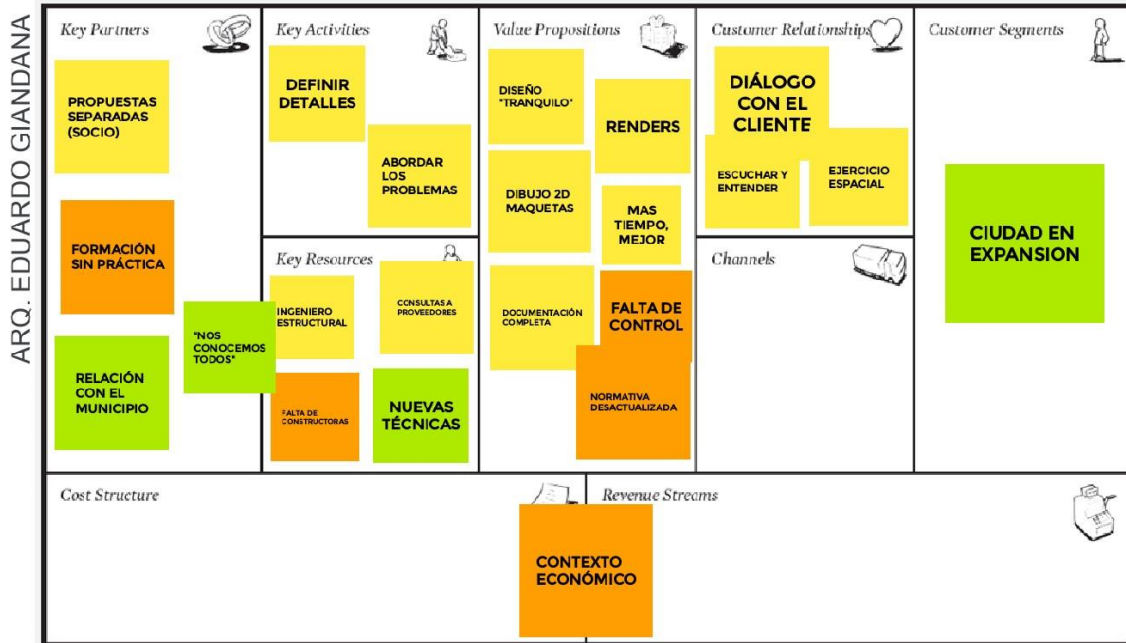 ARQ. EDUARDO GIANDANA
Key Partners
PROPUESTAS
SEPARADAS
(SOCIO)
FORMACIÓN
SIN PRÁCTICA
"NOS
CONOCEMOS
TODOS"
RELACIÓN
CON EL
MUNICIPIO
Key Activities
DEFINIR
DETALLES
ABORDAR
LOS
PROBLEMAS
Key Resources
INGENIERO
ESTRUCTURAL
CONSULTAS A
PROVEEDORES
FALTA DE
CONSTRUCTORAS
NUEVAS
TÉCNICAS
Value Propositions
DISEÑO
"TRANQUILO"
RENDERS
DIBUJO 2D
MAQUETAS
MAS
TIEMPO,
MEJOR
DOCUMENTACIÓN
COMPLETA
FALTA DE
CONTROL
NORMATIVA
DESACTUALIZADA
Customer Relationships
DIÁLOGO
CON EL
CLIENTE
ESCUCHAR Y
ENTENDER
EJERCICIO
ESPACIAL
Channels
Customer Segments
CIUDAD EN
EXPANSION
Cost Structure
Revenue Streams
CONTEXTO
ECONÓMICO